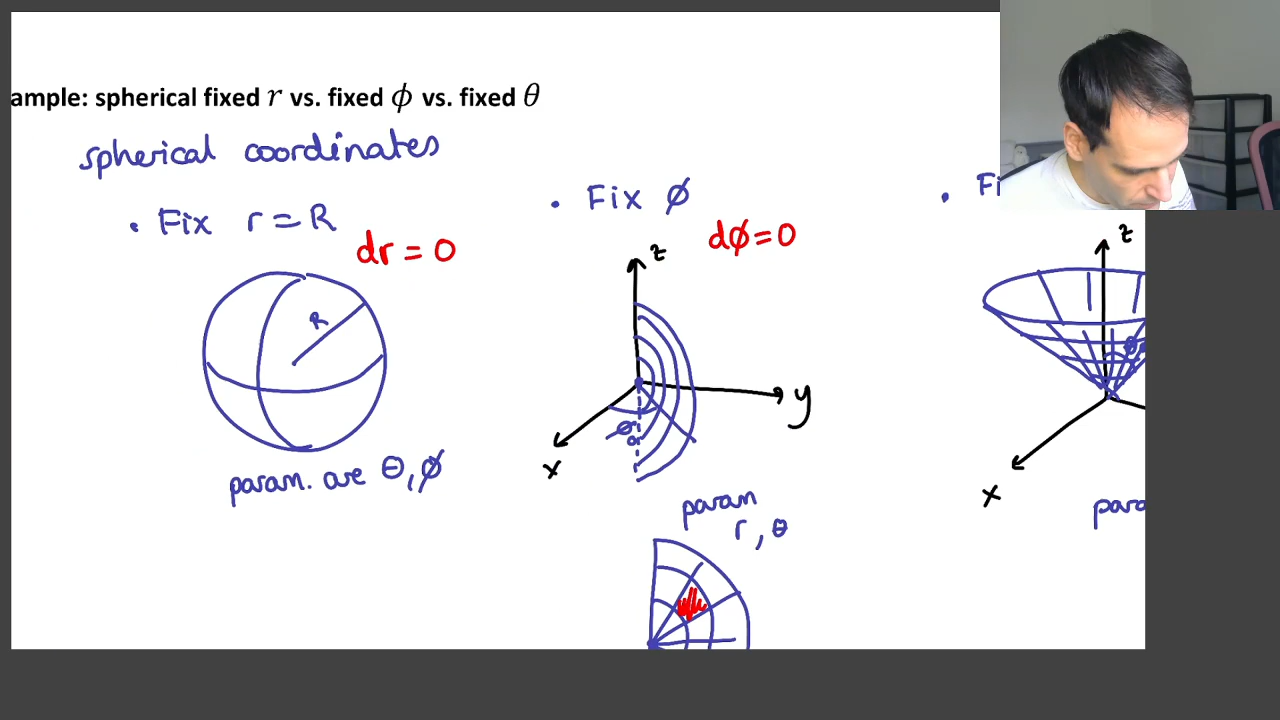 ample: spherical fixed r vs. fixed ϕ vs. fixed θ
spherical coordinates
• Fix r = R
dr = 0
R
param. are θ, ϕ
• Fix ϕ
dϕ = 0
z
y
x
param
r, θ
• Fi
z
θ
x
para